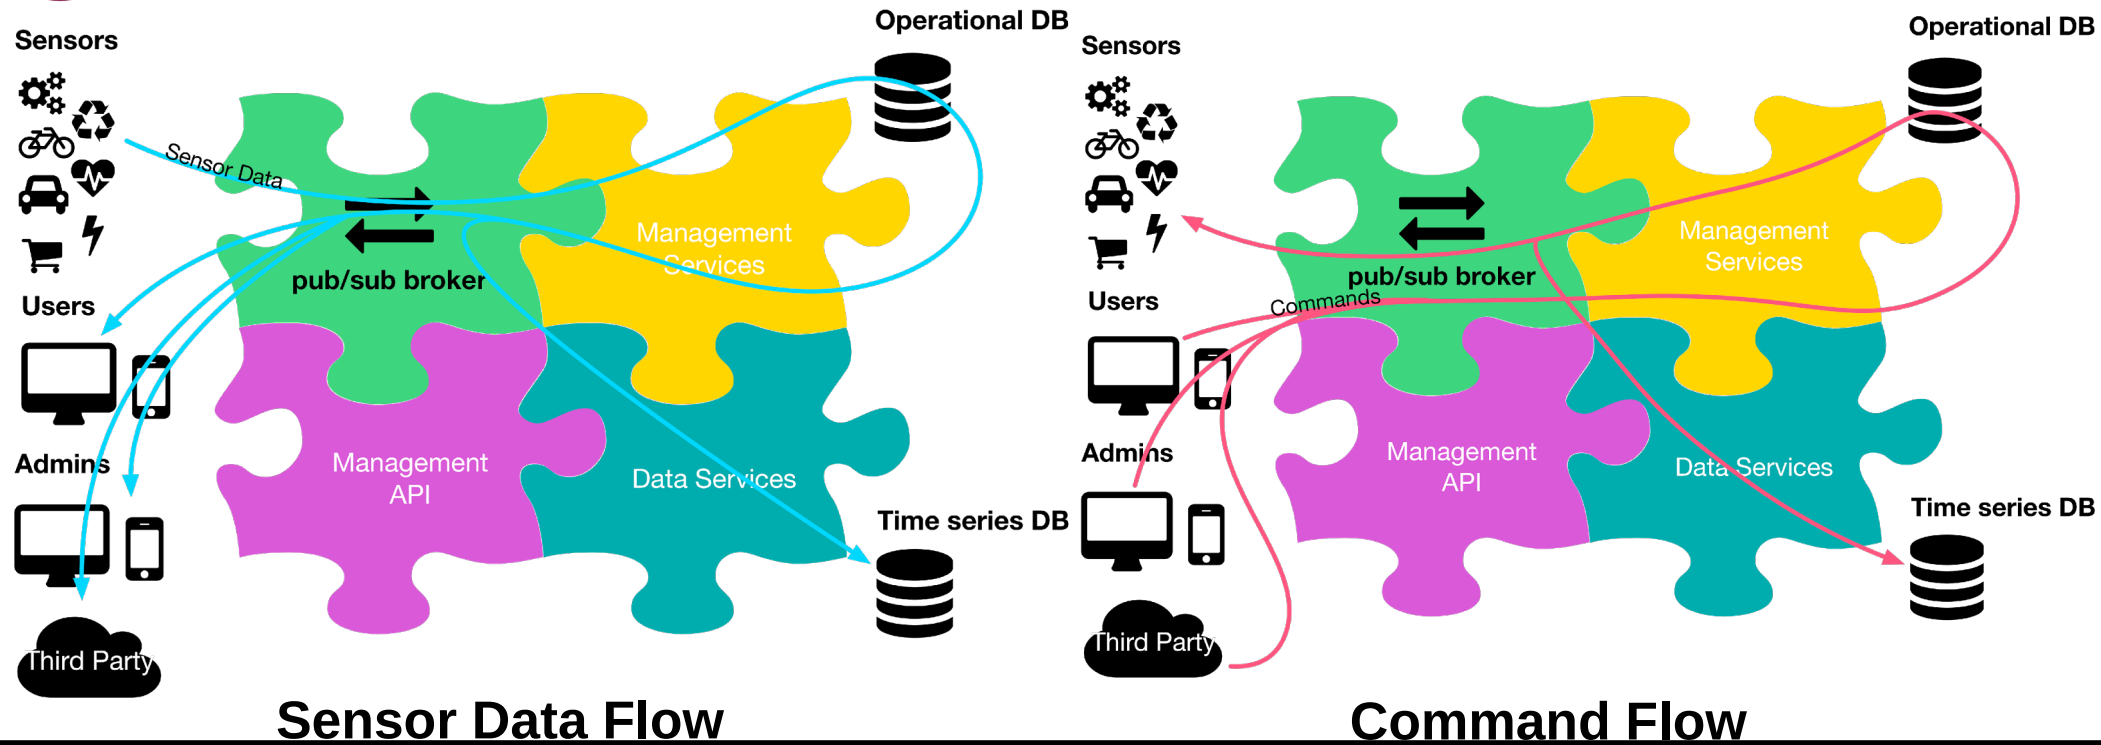 Operational DB
Sensors
Sensor Data
Management
Services
pub/sub broker
Users
Management
API
Data Services
Admins
Time series DB
Third Party
Sensor Data Flow
Operational DB
Sensors
Management
Services
pub/sub broker
Commands
Users
Management
API
Data Services
Admins
Time series DB
Third Party
Command Flow